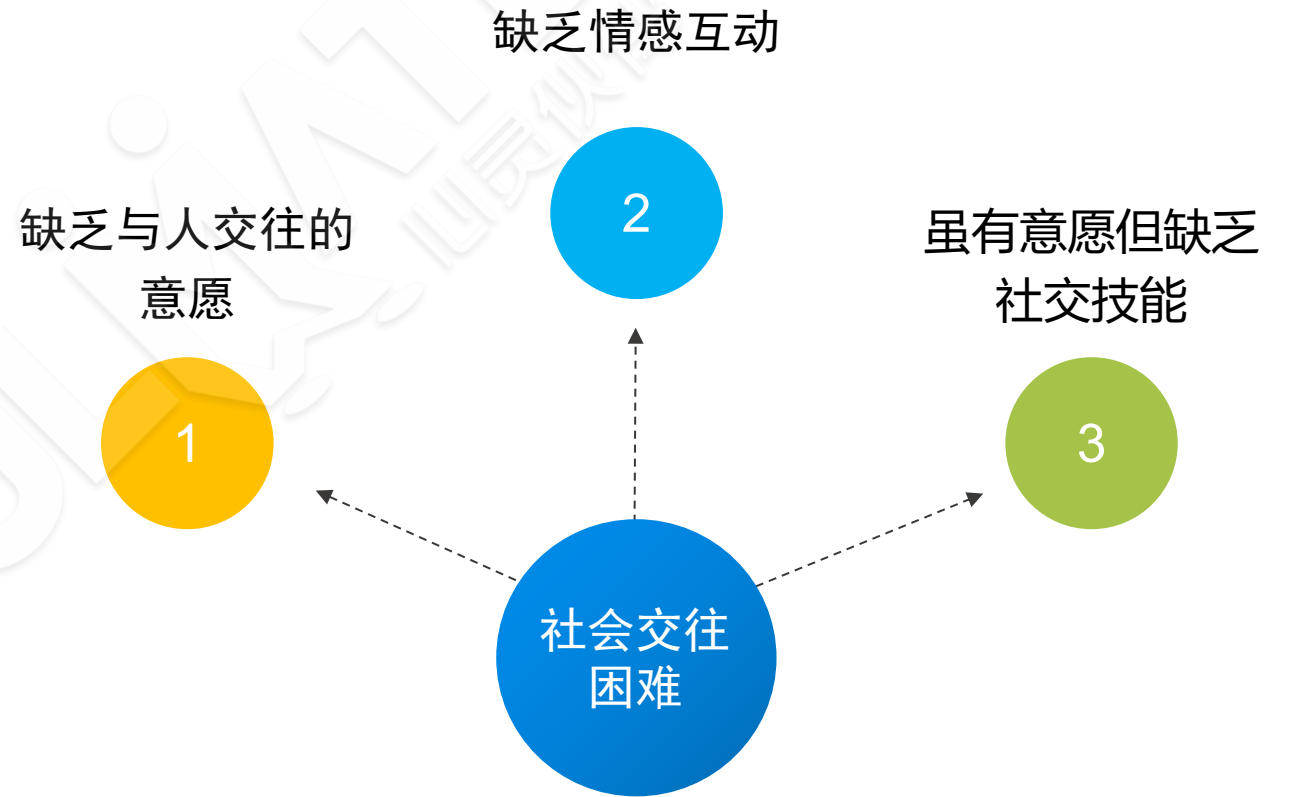 缺乏情感互动
2
缺乏与人交往的
意愿
1
虽有意愿但缺乏
社交技能
3
社会交往
困难